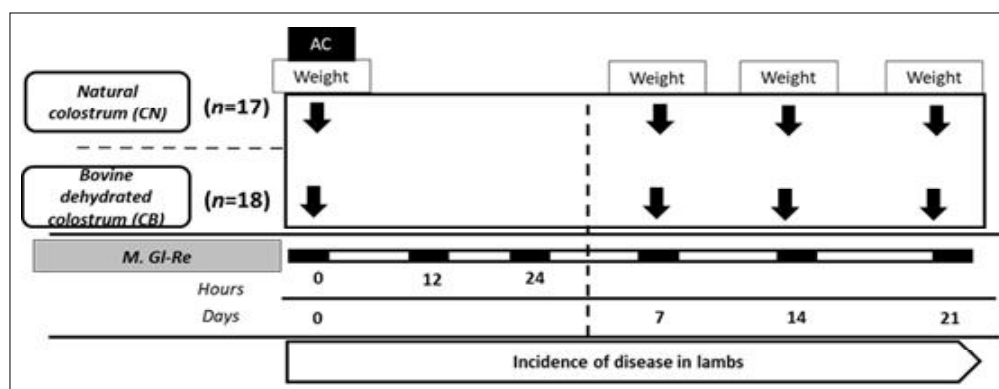 AC
Weight Weight Weight Weight
Natural
colostrum (CN)
(n=17)
Bovine
dehydrated
colostrum (CB)
(n=18)
M. Gl-Re
Hours 0 12 24
Days 0 7 14 21
Incidence of disease in lambs